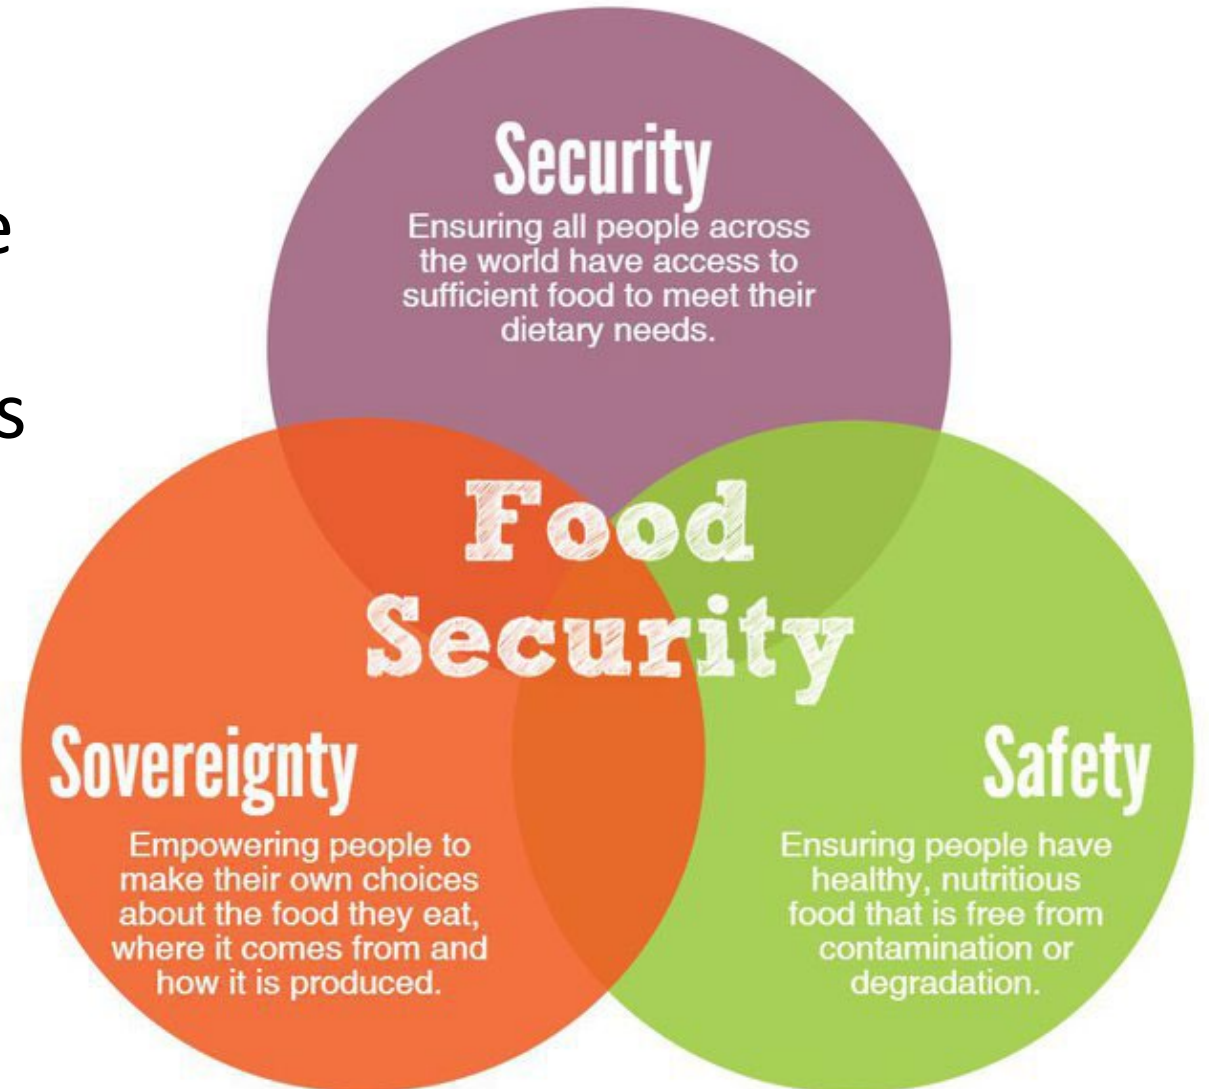 e
s
Security
Ensuring all people across
the world have access to
sufficient food to meet their
dietary needs.
Food
Security
Sovereignty
Empowering people to
make their own choices
about the food they eat,
where it comes from and
how it is produced.
Safety
Ensuring people have
healthy, nutritious
food that is free from
contamination or
degradation.